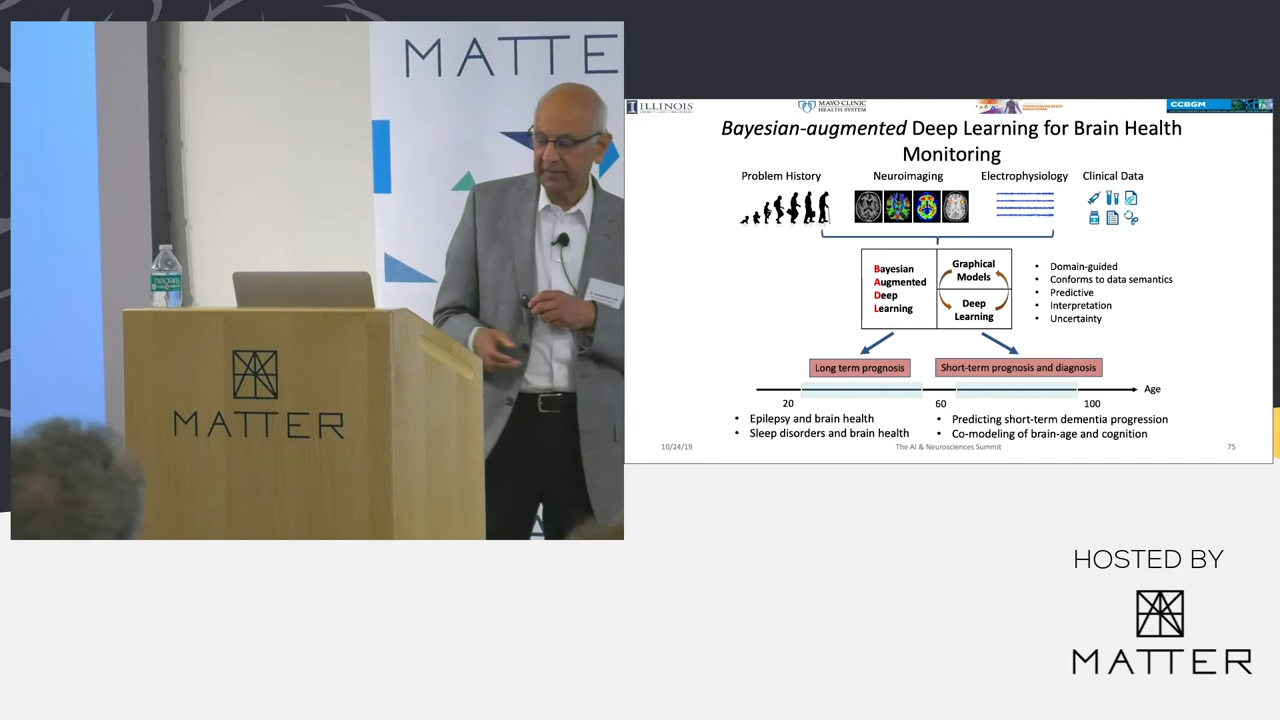 MATTE
MATTER
ILLINOIS
MAYO CLINIC
HEALTH SYSTEM
CCBGM
Bayesian-augmented Deep Learning for Brain Health
Monitoring
Problem History
Neuroimaging
Electrophysiology
Clinical Data
Bayesian
Augmented
Deep
Learning
Graphical
Models
Deep
Learning
• Domain-guided
• Conforms to data semantics
• Predictive
• Interpretation
• Uncertainty
Long term prognosis
Short-term prognosis and diagnosis
Age
20
60
100
• Epilepsy and brain health
• Sleep disorders and brain health
• Predicting short-term dementia progression
• Co-modeling of brain-age and cognition
10/24/19
The AI & Neurosciences Summit
75
HOSTED BY
MATTER